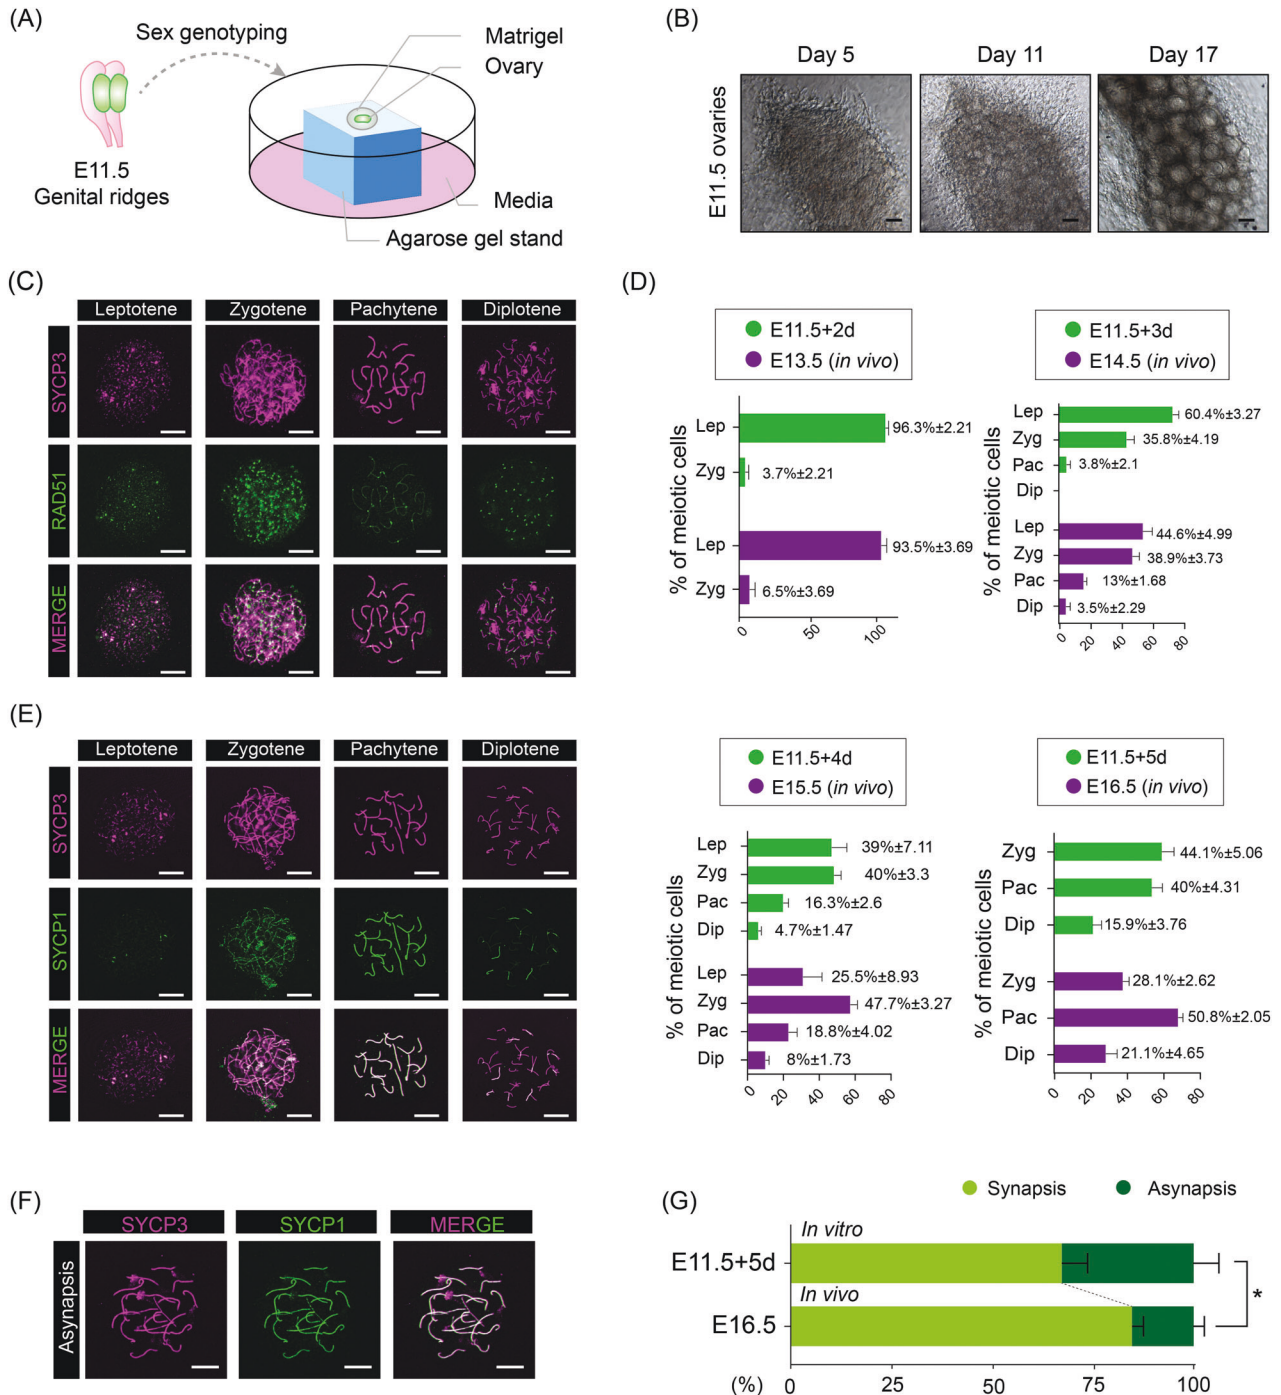 (A)
Sex genotyping
Matrigel
Ovary
E11.5
Genital ridges
Media
Agarose gel stand
(B)
Day 5
Day 11
Day 17
E11.5 ovaries
(C)
Leptotene
Zygotene
Pachytene
Diplotene
SYCP3
RAD51
MERGE
(D)
E11.5+2d
E13.5 (in vivo)
% of meiotic cells
Lep 96.3%±2.21
Zyg 3.7%±2.21
Lep 93.5%±3.69
Zyg 6.5%±3.69
0 50 100
E11.5+3d
E14.5 (in vivo)
% of meiotic cells
Lep 60.4%±3.27
Zyg 35.8%±4.19
Pac 3.8%±2.1
Dip
Lep 44.6%±4.99
Zyg 38.9%±3.73
Pac 13%±1.68
Dip 3.5%±2.29
0 20 40 60 80
E11.5+4d
E15.5 (in vivo)
% of meiotic cells
Lep 39%±7.11
Zyg 40%±3.3
Pac 16.3%±2.6
Dip 4.7%±1.47
Lep 25.5%±8.93
Zyg 47.7%±3.27
Pac 18.8%±4.02
Dip 8%±1.73
0 20 40 60 80
E11.5+5d
E16.5 (in vivo)
% of meiotic cells
Zyg 44.1%±5.06
Pac 40%±4.31
Dip 15.9%±3.76
Zyg 28.1%±2.62
Pac 50.8%±2.05
Dip 21.1%±4.65
0 20 40 60 80
(E)
Leptotene
Zygotene
Pachytene
Diplotene
SYCP3
SYCP1
MERGE
(F)
SYCP3
SYCP1
MERGE
Asynapsis
(G)
Synapsis
Asynapsis
In vitro
E11.5+5d
In vivo
E16.5
*
(%) 0 25 50 75 100